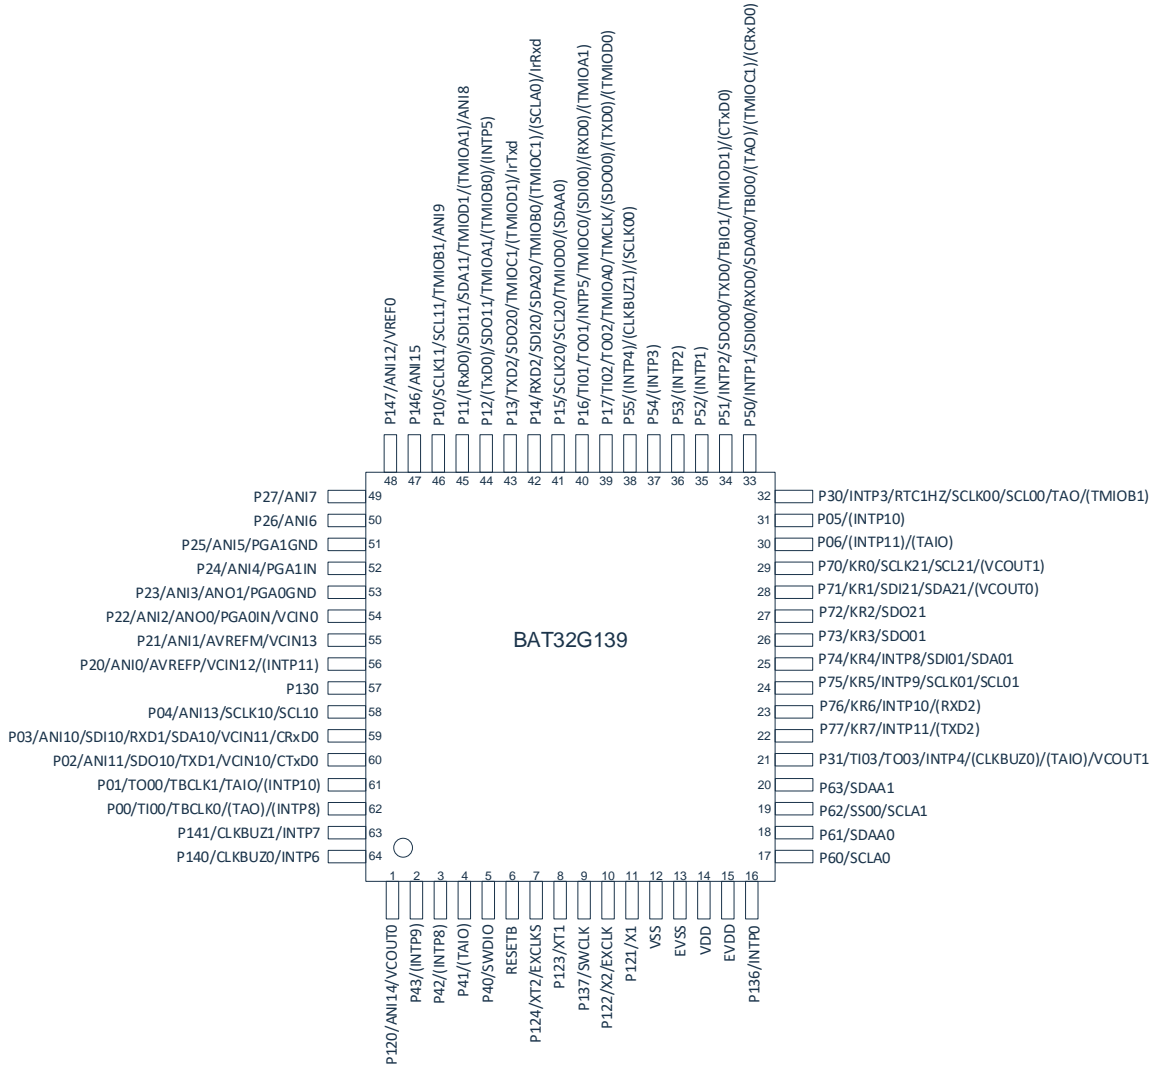 P147/ANI12/VREF0
P146/ANI15
P10/SCLK11/SCL11/TMIOB1/ANI9
P11/(RxD0)/SDI11/SDA11/TMIOD1/(TMIOA1)/ANI8
P12/(TxD0)/SDO11/TMIOA1/(TMIOB0)/(INTP5)
P13/TXD2/SDO20/TMIOC1/(TMIOD1)/IrTxd
P14/RXD2/SDI20/SDA20/TMIOB0/(TMIOC1)/(SCLA0)/IrRxd
P15/SCLK20/SCL20/TMIOD0/(SDAA0)
P16/TI01/TO01/INTP5/TMIOC0/(SDI00)/(RXD0)/(TMIOA1)
P17/TI02/TO02/TMIOA0/TMCLK/(SDO00)/(TXD0)/(TMIOD0)
P55/(INTP4)/(CLKBUZ1)/(SCLK00)
P54/(INTP3)
P53/(INTP2)
P52/(INTP1)
P51/INTP2/SDO00/TXD0/TBIO1/(TMIOD1)/(CTxD0)
P50/INTP1/SDI00/RXD0/SDA00/TBIO0/(TAO)/(TMIOC1)/(CRxD0)
48 47 46 45 44 43 42 41 40 39 38 37 36 35 34 33
P27/ANI7 49
P26/ANI6 50
P25/ANI5/PGA1GND 51
P24/ANI4/PGA1IN 52
P23/ANI3/ANO1/PGA0GND 53
P22/ANI2/ANO0/PGA0IN/VCIN0 54
P21/ANI1/AVREFM/VCIN13 55
P20/ANI0/AVREFP/VCIN12/(INTP11) 56
P130 57
P04/ANI13/SCLK10/SCL10 58
P03/ANI10/SDI10/RXD1/SDA10/VCIN11/CRxD0 59
P02/ANI11/SDO10/TXD1/VCIN10/CTxD0 60
P01/TO00/TBCLK1/TAIO/(INTP10) 61
P00/TI00/TBCLK0/(TAO)/(INTP8) 62
P141/CLKBUZ1/INTP7 63
P140/CLKBUZ0/INTP6 64
BAT32G139
32 P30/INTP3/RTC1HZ/SCLK00/SCL00/TAO/(TMIOB1)
31 P05/(INTP10)
30 P06/(INTP11)/(TAIO)
29 P70/KR0/SCLK21/SCL21/(VCOUT1)
28 P71/KR1/SDI21/SDA21/(VCOUT0)
27 P72/KR2/SDO21
26 P73/KR3/SDO01
25 P74/KR4/INTP8/SDI01/SDA01
24 P75/KR5/INTP9/SCLK01/SCL01
23 P76/KR6/INTP10/(RXD2)
22 P77/KR7/INTP11/(TXD2)
21 P31/TI03/TO03/INTP4/(CLKBUZ0)/(TAIO)/VCOUT1
20 P63/SDAA1
19 P62/SS00/SCLA1
18 P61/SDAA0
17 P60/SCLA0
1 2 3 4 5 6 7 8 9 10 11 12 13 14 15 16
P120/ANI14/VCOUT0
P43/(INTP9)
P42/(INTP8)
P41/(TAIO)
P40/SWDIO
RESETB
P124/XT2/EXCLKS
P123/XT1
P137/SWCLK
P122/X2/EXCLK
P121/X1
VSS
EVSS
VDD
EVDD
P136/INTP0